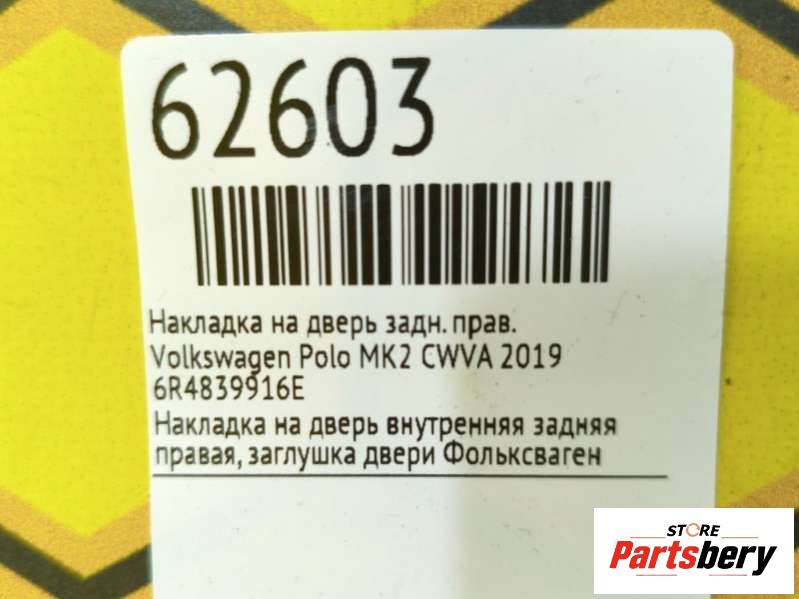 62603
Накладка на дверь задн. прав.
Volkswagen Polo MK2 CWVA 2019
6R4839916E
Накладка на дверь внутренняя задняя
правая, заглушка двери Фольксваген
STORE
Partsbery